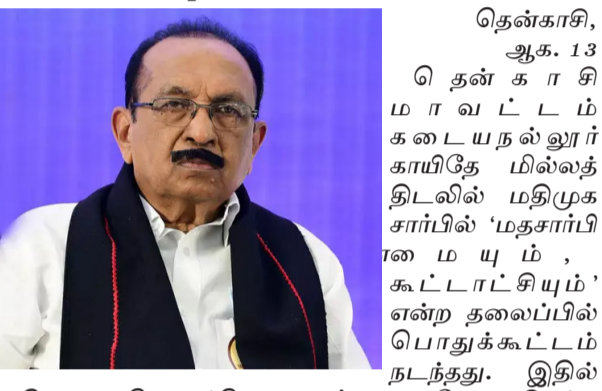 தென்காசி,
ஆக. 13
தென்காசி
மாவட்டம்
கடையநல்லூர்
காயிதே மில்லத்
திடலில் மதிமுக
சார்பில் ‘மதசார்பி
மையும்,
கூட்டாட்சியும்’
என்ற தலைப்பில்
பொதுக்கூட்டம்
நடந்தது. இதில்